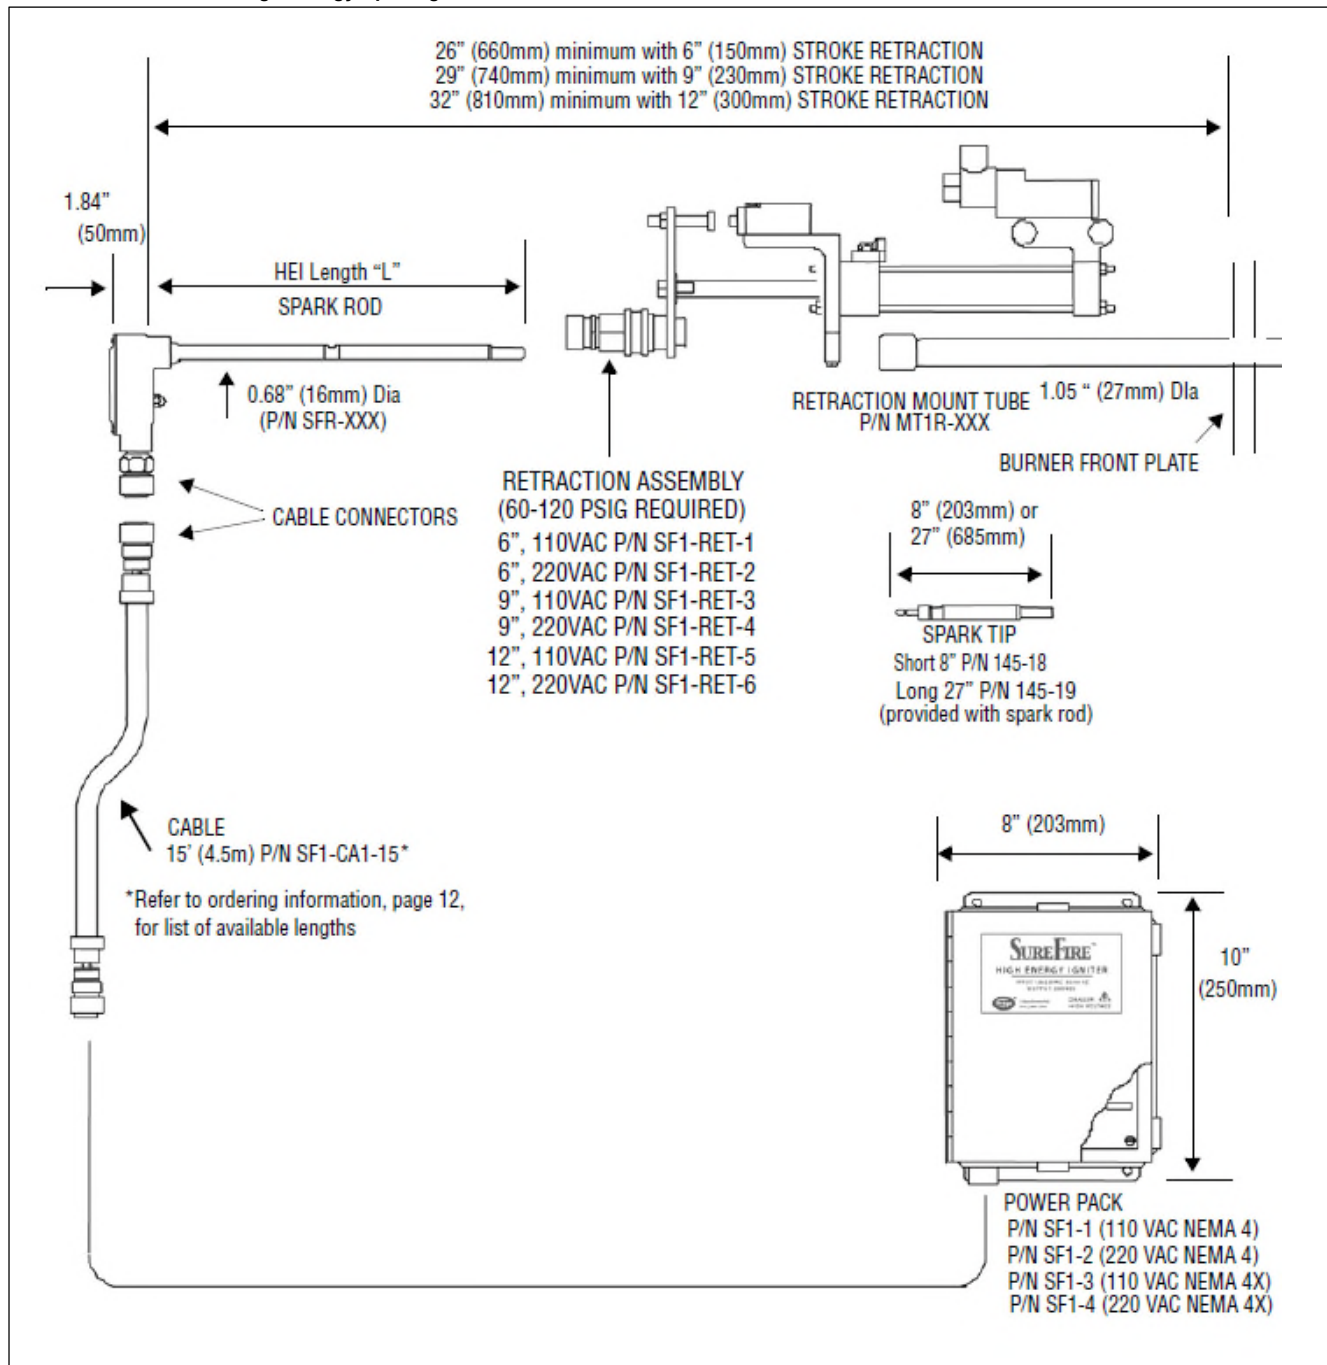 26” (660mm) minimum with 6” (150mm) STROKE RETRACTION
29” (740mm) minimum with 9” (230mm) STROKE RETRACTION
32” (810mm) minimum with 12” (300mm) STROKE RETRACTION
1.84”
(50mm)
HEI Length “L”
SPARK ROD
0.68” (16mm) Dia
(P/N SFR-XXX)
RETRACTION MOUNT TUBE
P/N MT1R-XXX
1.05 “ (27mm) DIa
BURNER FRONT PLATE
CABLE CONNECTORS
RETRACTION ASSEMBLY
(60-120 PSIG REQUIRED)
6”, 110VAC P/N SF1-RET-1
6”, 220VAC P/N SF1-RET-2
9”, 110VAC P/N SF1-RET-3
9”, 220VAC P/N SF1-RET-4
12”, 110VAC P/N SF1-RET-5
12”, 220VAC P/N SF1-RET-6
8” (203mm) or
27” (685mm)
SPARK TIP
Short 8” P/N 145-18
Long 27” P/N 145-19
(provided with spark rod)
CABLE
15’ (4.5m) P/N SF1-CA1-15*
*Refer to ordering information, page 12,
for list of available lengths
8” (203mm)
10”
(250mm)
SUREFIRE™
HIGH ENERGY IGNITER
POWER PACK
P/N SF1-1 (110 VAC NEMA 4)
P/N SF1-2 (220 VAC NEMA 4)
P/N SF1-3 (110 VAC NEMA 4X)
P/N SF1-4 (220 VAC NEMA 4X)